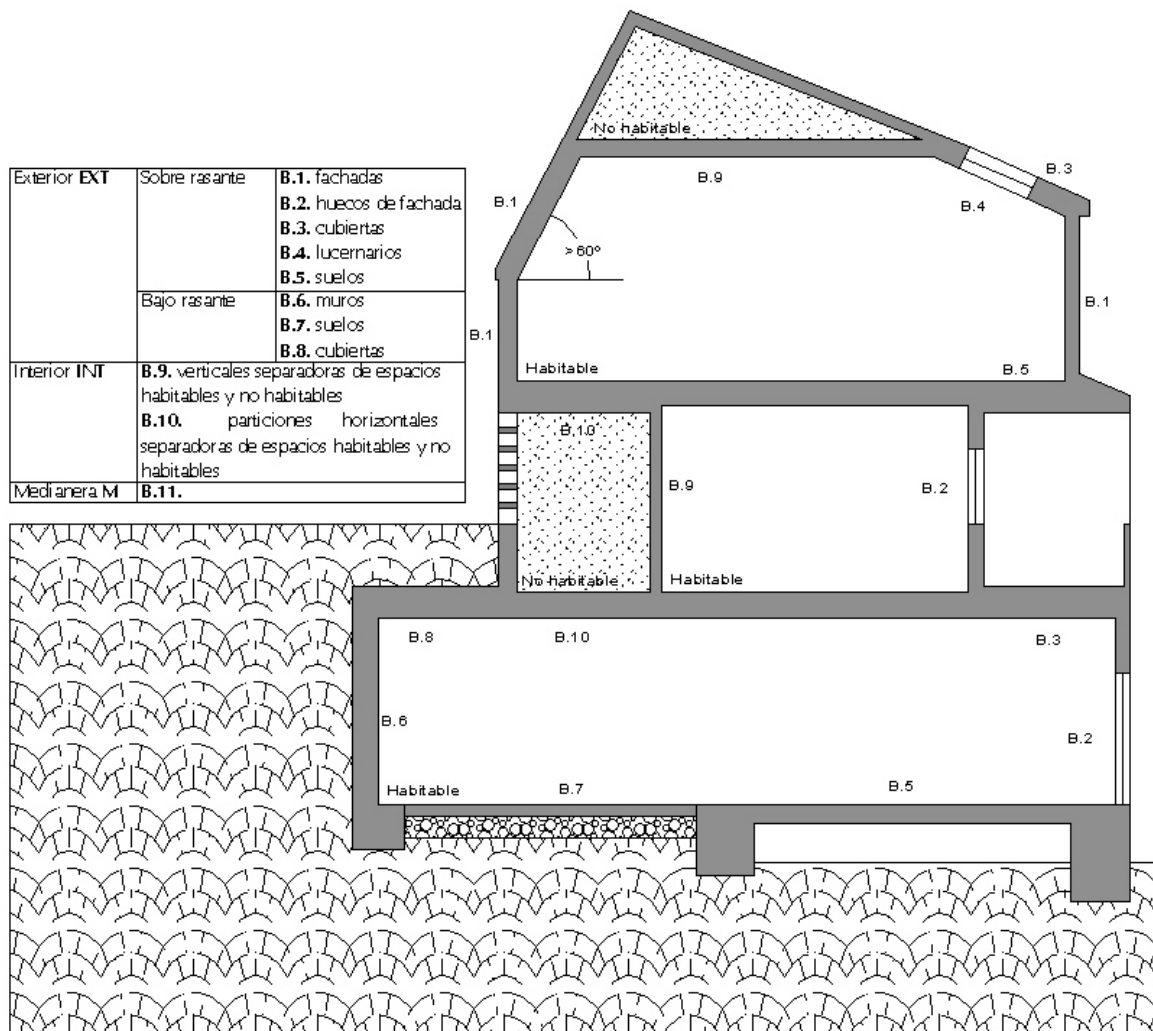 Exterior EXT
Sobre rasante
B.1. fachadas
B.2. huecos de fachada
B.3. cubiertas
B.4. lucernarios
B.5. suelos
Bajo rasante
B.6. muros
B.7. suelos
B.8. cubiertas
Interior INT
B.9. verticales separadoras de espacios
habitables y no habitables
B.10. particiones horizontales
separadoras de espacios habitables y no
habitables
Medianera M
B.11.
No habitable
B.3
B.9
B.1
B.4
>60º
B.1
B.1
Habitable
B.5
B.10
B.9
B.2
No habitable
Habitable
B.8
B.10
B.3
B.6
B.2
Habitable
B.7
B.5